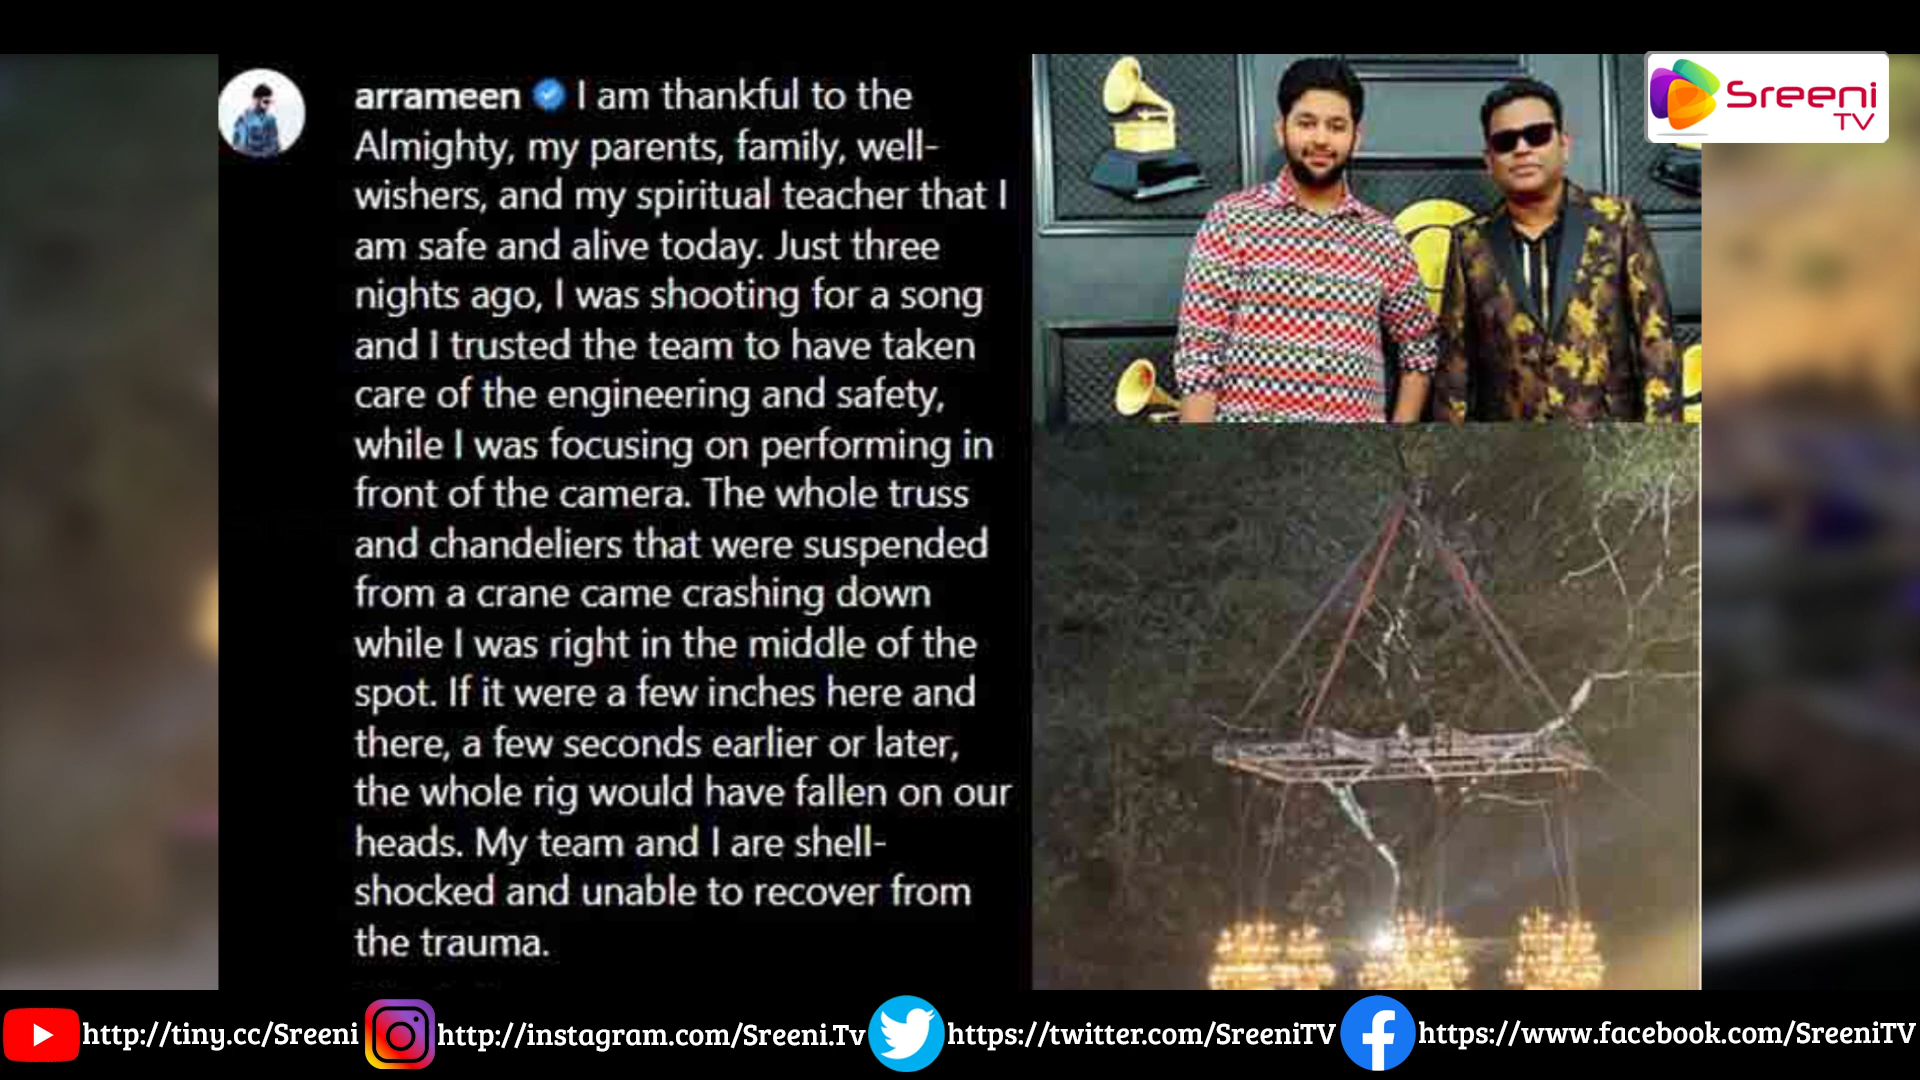 arrameen I am thankful to the
Almighty, my parents, family, well-
wishers, and my spiritual teacher that I
am safe and alive today. Just three
nights ago, I was shooting for a song
and I trusted the team to have taken
care of the engineering and safety,
while I was focusing on performing in
front of the camera. The whole truss
and chandeliers that were suspended
from a crane came crashing down
while I was right in the middle of the
spot. If it were a few inches here and
there, a few seconds earlier or later,
the whole rig would have fallen on our
heads. My team and I are shell-
shocked and unable to recover from
the trauma.
Sreeni
TV
http://tiny.cc/Sreeni
http://instagram.com/Sreeni.Tv
https://twitter.com/SreeniTV
https://www.facebook.com/SreeniTV